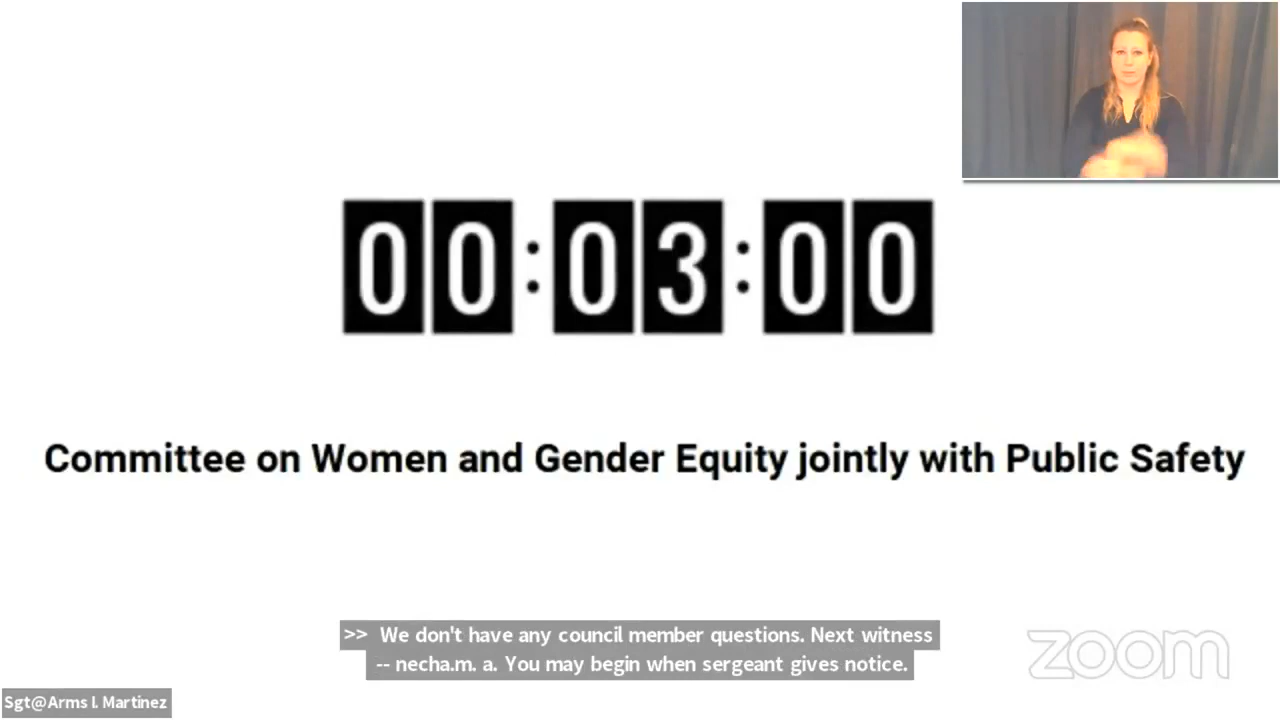 00:03:00
Committee on Women and Gender Equity jointly with Public Safety
>> We don't have any council member questions. Next witness
-- necha.m. a. You may begin when sergeant gives notice.
zoom
Sgt@Arms I. Martinez